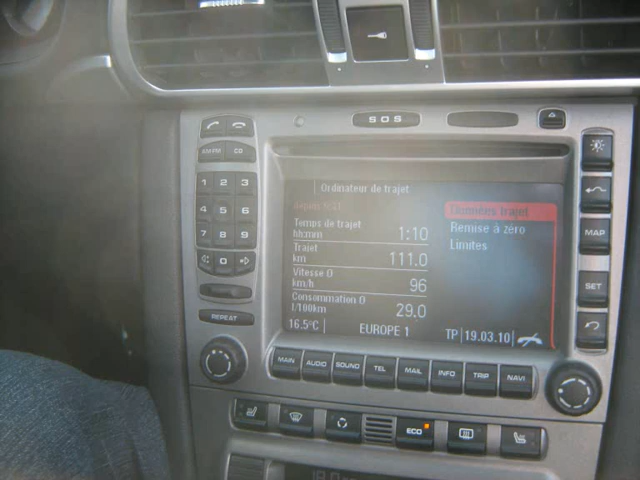 SOS
AM FM CD
1 2 3
4 5 6
7 8 9
0
REPEAT
Ordinateur de trajet
Temps de trajet
hh:mm 1:10
Trajet
km 111.0
Vitesse Ø
km/h 96
Consommation Ø
l/100km 29.0
Données trajet
Remise à zéro
Limites
16.5°C EUROPE 1 TP 19.03.10
MAP
SET
MAIN AUDIO SOUND TEL MAIL INFO TRIP NAVI
ECO